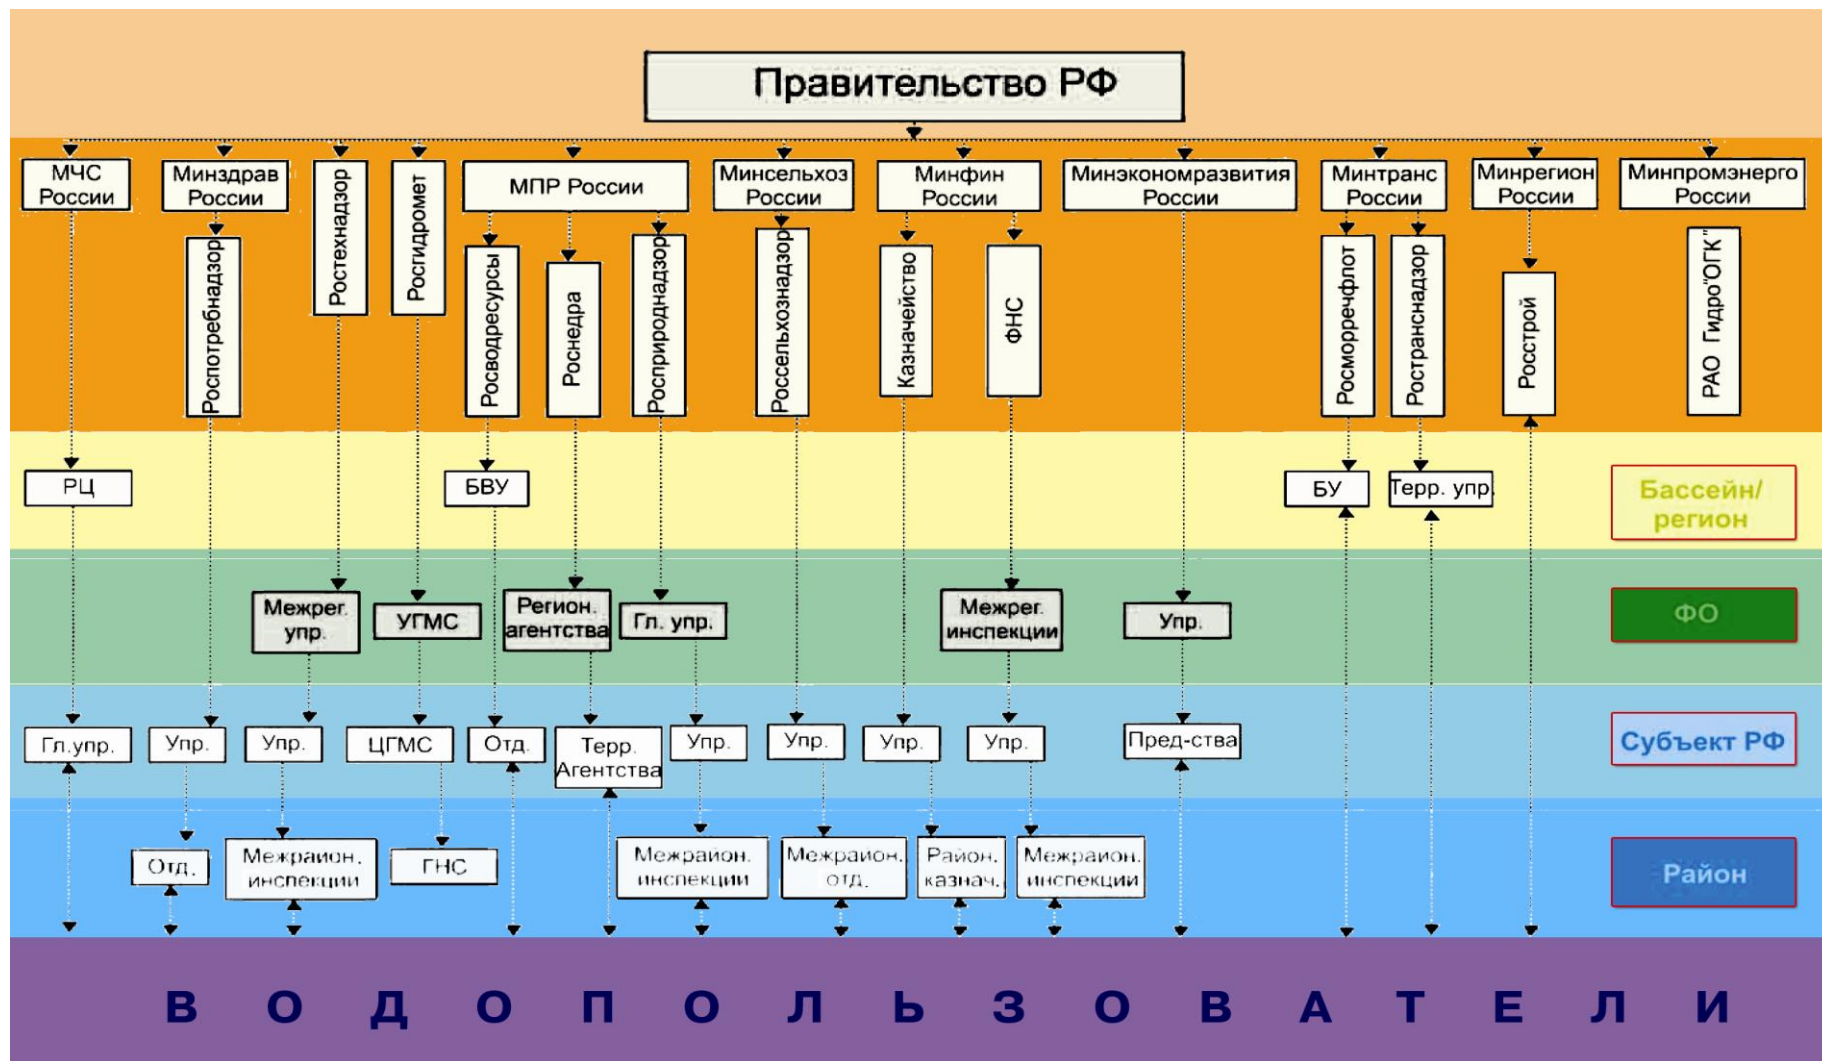 Правительство РФ
МЧС
России
Минздрав
России
Ростехнадзор
Росгидромет
МПР России
Минсельхоз
России
Минфин
России
Минэкономразвития
России
Минтранс
России
Минрегион
России
Минпромэнерго
России
Роспотребнадзор
Росводресурсы
Роснедра
Росприроднадзор
Россельхознадзор
Казначейство
ФНС
Росморречфлот
Ространснадзор
Росстрой
РАО Гидро"ОГК"
РЦ
БВУ
БУ
Терр. упр.
Бассейн/
регион
Межрег.
упр.
УГМС
Регион.
агентства
Гл. упр.
Межрег.
инспекции
Упр.
ФО
Гл.упр.
Упр.
Упр.
ЦГМС
Отд.
Терр.
Агентства
Упр.
Упр.
Упр.
Упр.
Пред-ства
Субъект РФ
Отд.
Межраион.
инспекции
ГНС
Межрайон.
инспекции
Межраион.
отд.
Район.
казнач.
Межраион.
инспекции
Район
В О Д О П О Л Ь З О В А Т Е Л И